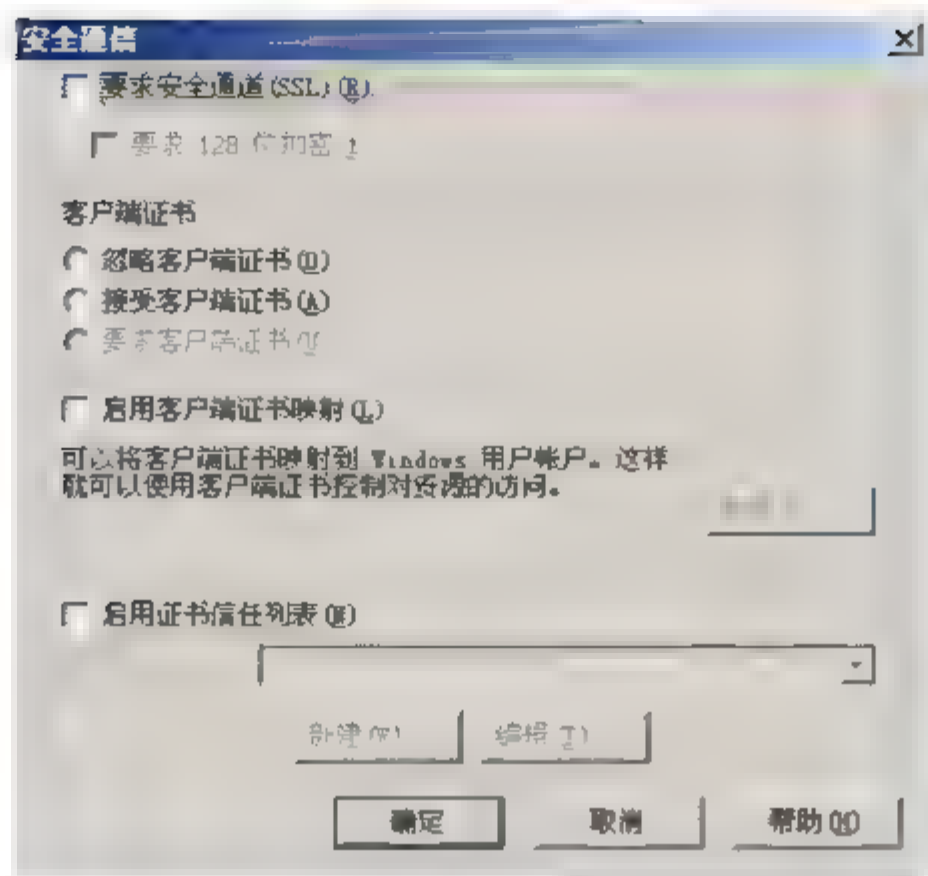 安全通信
要求安全通道(SSL)(R)
要求 128 位加密
客户端证书
忽略客户端证书
接受客户端证书(A)
要求客户端证书
启用客户端证书映射(L)
可以将客户端证书映射到 Windows 用户帐户。这样
就可以使用客户端证书控制对资源的访问。
启用证书信任列表
新建
编辑
确定
取消
帮助